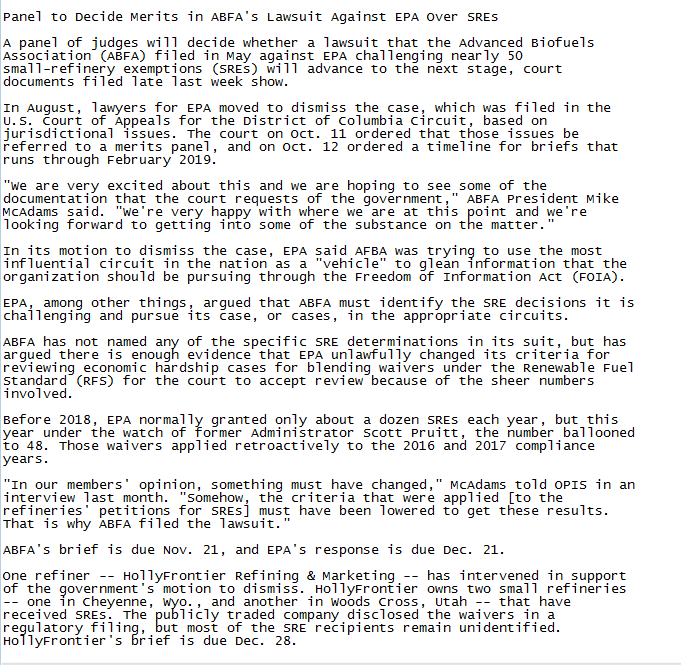 Panel to Decide Merits in ABFA's Lawsuit Against EPA Over SREs
A panel of judges will decide whether a lawsuit that the Advanced Biofuels
Association (ABFA) filed in May against EPA challenging nearly 50
small-refinery exemptions (SREs) will advance to the next stage, court
documents filed late last week show.
In August, lawyers for EPA moved to dismiss the case, which was filed in the
U.S. Court of Appeals for the District of Columbia Circuit, based on
jurisdictional issues. The court on Oct. 11 ordered that those issues be
referred to a merits panel, and on Oct. 12 ordered a timeline for briefs that
runs through February 2019.
"We are very excited about this and we are hoping to see some of the
documentation that the court requests of the government," ABFA President Mike
McAdams said. "We're very happy with where we are at this point and we're
looking forward to getting into some of the substance on the matter."
In its motion to dismiss the case, EPA said AFBA was trying to use the most
influential circuit in the nation as a "vehicle" to glean information that the
organization should be pursuing through the Freedom of Information Act (FOIA).
EPA, among other things, argued that ABFA must identify the SRE decisions it is
challenging and pursue its case, or cases, in the appropriate circuits.
ABFA has not named any of the specific SRE determinations in its suit, but has
argued there is enough evidence that EPA unlawfully changed its criteria for
reviewing economic hardship cases for blending waivers under the Renewable Fuel
Standard (RFS) for the court to accept review because of the sheer numbers
involved.
Before 2018, EPA normally granted only about a dozen SREs each year, but this
year under the watch of former Administrator Scott Pruitt, the number ballooned
to 48. Those waivers applied retroactively to the 2016 and 2017 compliance
years.
"In our members' opinion, something must have changed," McAdams told OPIS in an
interview last month. "Somehow, the criteria that were applied [to the
refineries' petitions for SREs] must have been lowered to get these results.
That is why ABFA filed the lawsuit."
ABFA's brief is due Nov. 21, and EPA's response is due Dec. 21.
One refiner -- HollyFrontier Refining & Marketing -- has intervened in support
of the government's motion to dismiss. HollyFrontier owns two small refineries
-- one in Cheyenne, Wyo., and another in Woods Cross, Utah -- that have
received SREs. The publicly traded company disclosed the waivers in a
regulatory filing, but most of the SRE recipients remain unidentified.
HollyFrontier's brief is due Dec. 28.